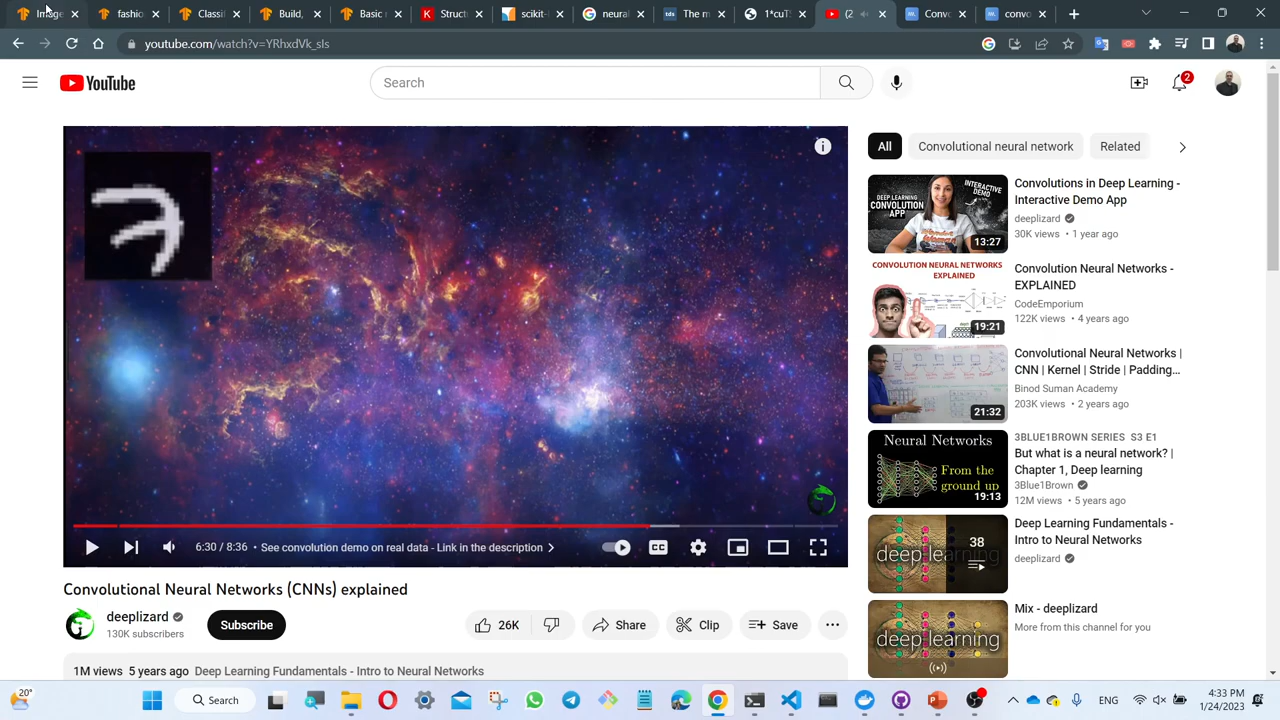 Image
fashio
Classif
Build,
Basic r
Struct
scikit-l
neural
The m
1*cuTS
(2
Conv
convo
youtube.com/watch?v=YRhxdVk_sIs
YouTube
Search
2
All
Convolutional neural network
Related
DEEP LEARNING
CONVOLUTION
APP
INTERACTIVE
DEMO
13:27
Convolutions in Deep Learning -
Interactive Demo App
deeplizard
30K views • 1 year ago
CONVOLUTION NEURAL NETWORKS
EXPLAINED
19:21
Convolution Neural Networks -
EXPLAINED
CodeEmporium
122K views • 4 years ago
21:32
Convolutional Neural Networks |
CNN | Kernel | Stride | Padding...
Binod Suman Academy
203K views • 2 years ago
Neural Networks
From the
ground up
19:13
3BLUE1BROWN SERIES S3 E1
But what is a neural network? |
Chapter 1, Deep learning
3Blue1Brown
12M views • 5 years ago
deep learning
38
Deep Learning Fundamentals -
Intro to Neural Networks
deeplizard
deep learning
Mix - deeplizard
More from this channel for you
6:30 / 8:36 • See convolution demo on real data - Link in the description
CC
Convolutional Neural Networks (CNNs) explained
deeplizard
130K subscribers
Subscribe
26K
Share
Clip
Save
1M views 5 years ago Deep Learning Fundamentals - Intro to Neural Networks
20°
Search
ENG
4:33 PM
1/24/2023